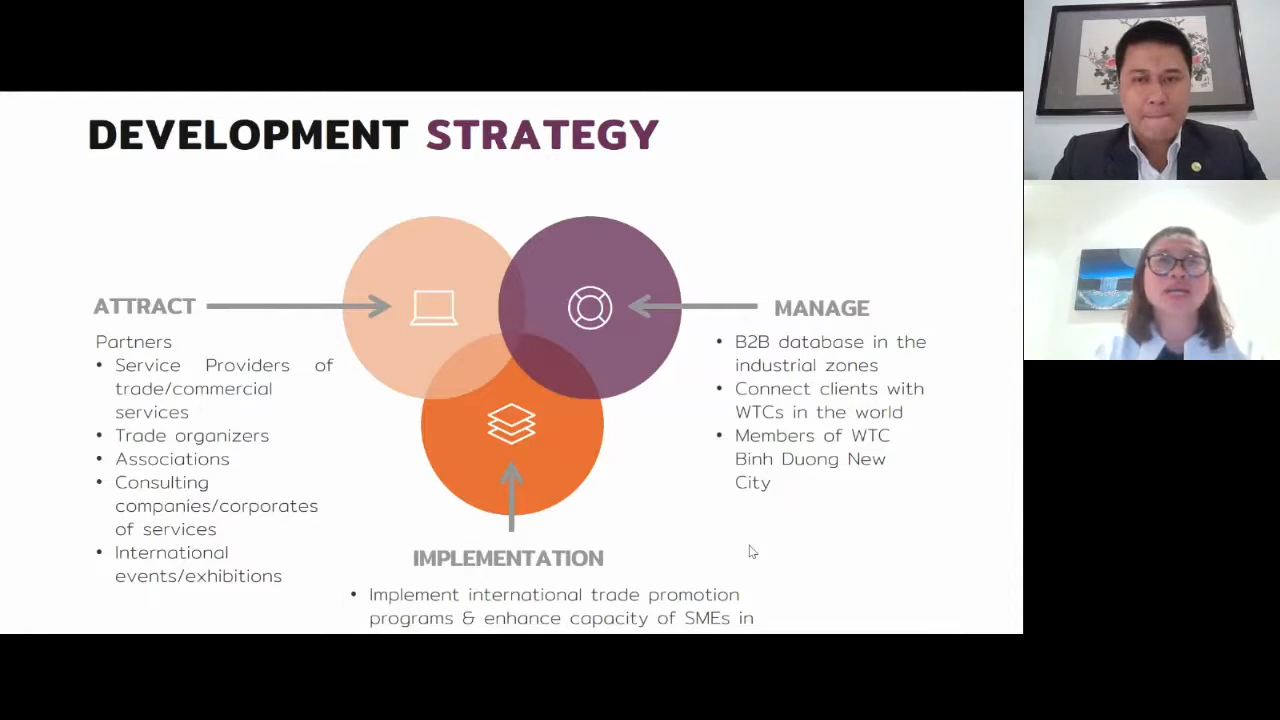 DEVELOPMENT STRATEGY
ATTRACT
Partners
• Service Providers of
trade/commercial
services
• Trade organizers
• Associations
• Consulting
companies/corporates
of services
• International
events/exhibitions
MANAGE
• B2B database in the
industrial zones
• Connect clients with
WTCs in the world
• Members of WTC
Binh Duong New
City
IMPLEMENTATION
• Implement international trade promotion
programs & enhance capacity of SMEs in